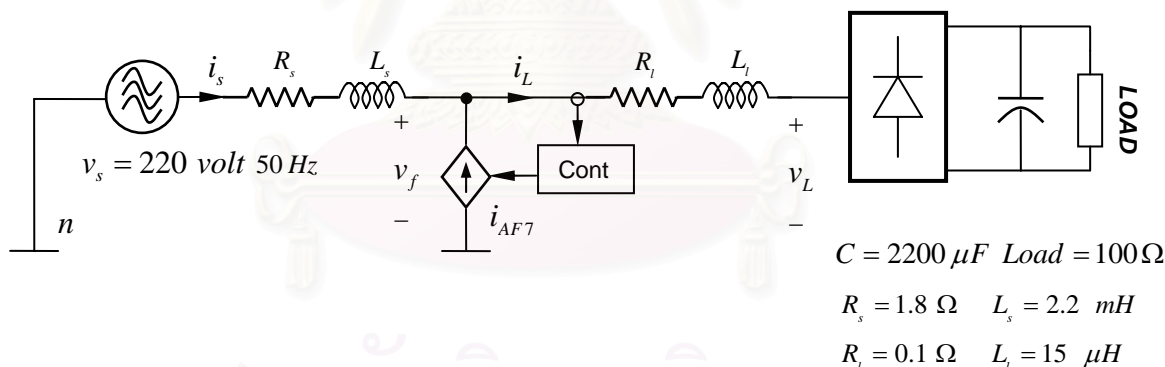 i_s R_s L_s i_L R_l L_l
+ +
v_s = 220 volt 50 Hz v_f Cont v_L LOAD
− −
n i_AF7
C = 2200 μF Load = 100 Ω
R_s = 1.8 Ω L_s = 2.2 mH
R_l = 0.1 Ω L_l = 15 μH